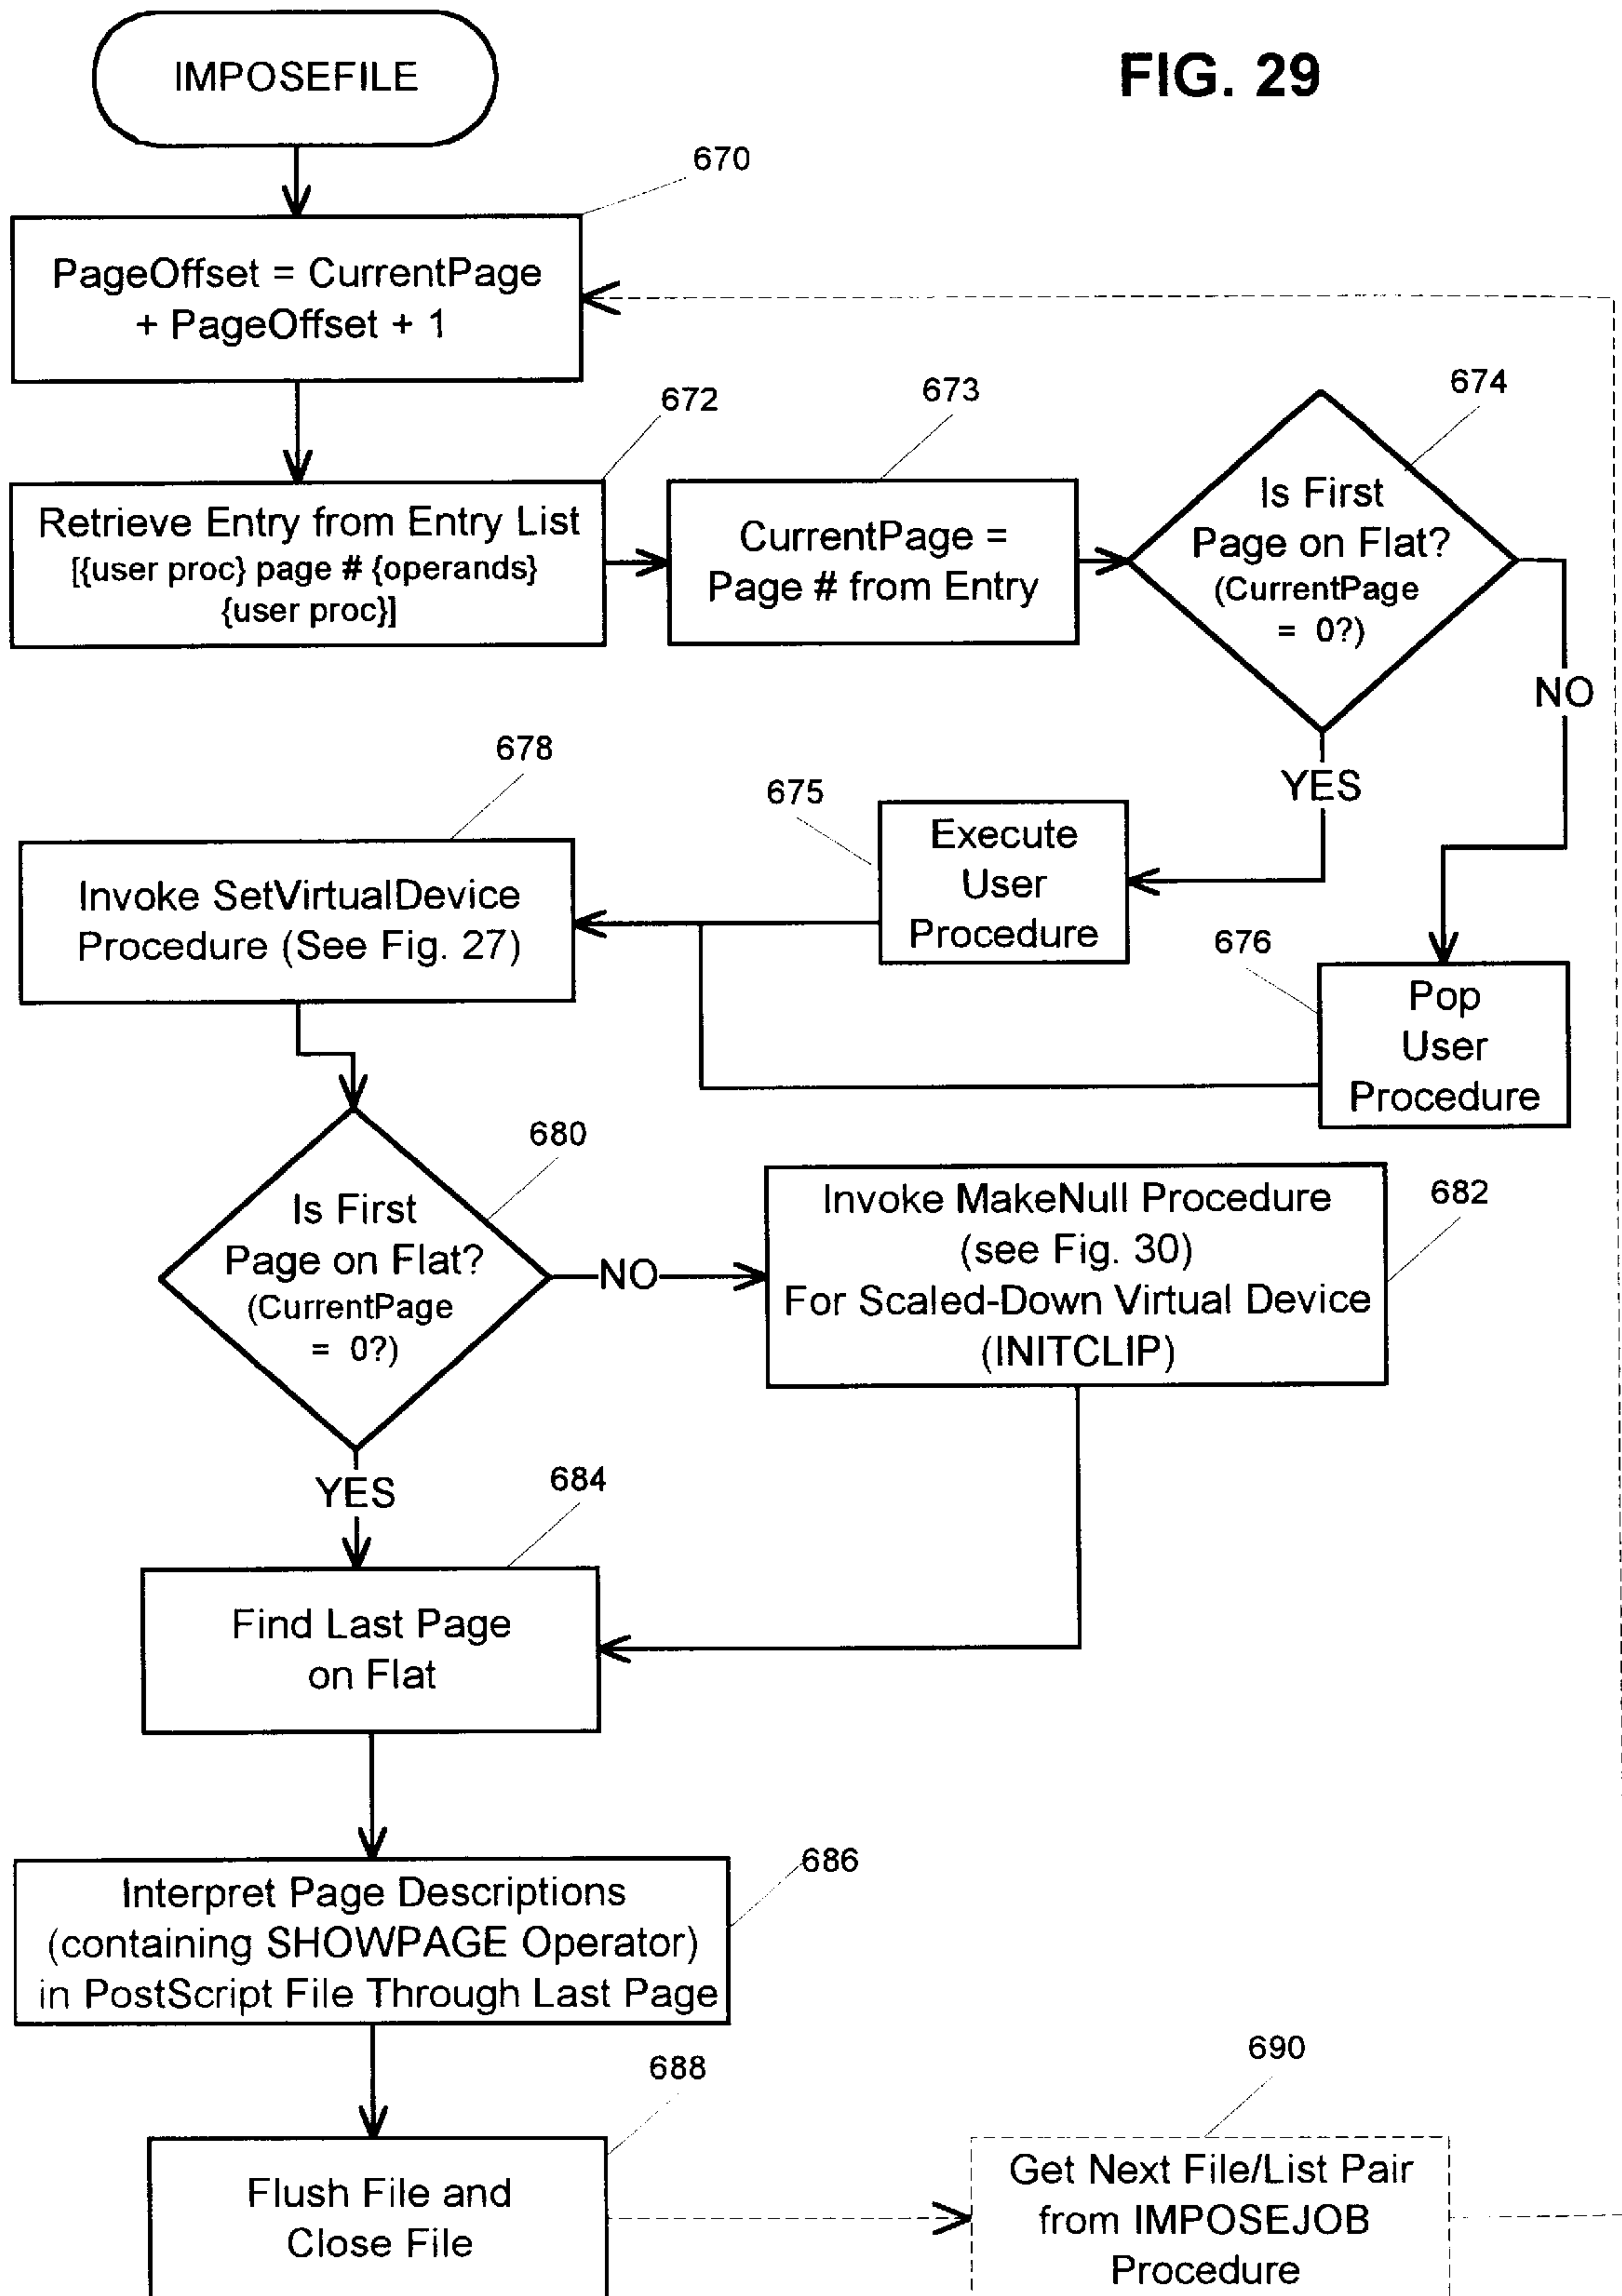 FIG. 29
IMPOSEFILE
670
PageOffset = CurrentPage
+ PageOffset + 1
672
Retrieve Entry from Entry List
[{user proc} page # {operands}
{user proc}]
673
CurrentPage =
Page # from Entry
674
Is First
Page on Flat?
(CurrentPage
= 0?)
NO
YES
675
Execute
User
Procedure
676
Pop
User
Procedure
678
Invoke SetVirtualDevice
Procedure (See Fig. 27)
680
Is First
Page on Flat?
(CurrentPage
= 0?)
NO
YES
682
Invoke MakeNull Procedure
(see Fig. 30)
For Scaled-Down Virtual Device
(INITCLIP)
684
Find Last Page
on Flat
686
Interpret Page Descriptions
(containing SHOWPAGE Operator)
in PostScript File Through Last Page
688
Flush File and
Close File
690
Get Next File/List Pair
from IMPOSEJOB
Procedure